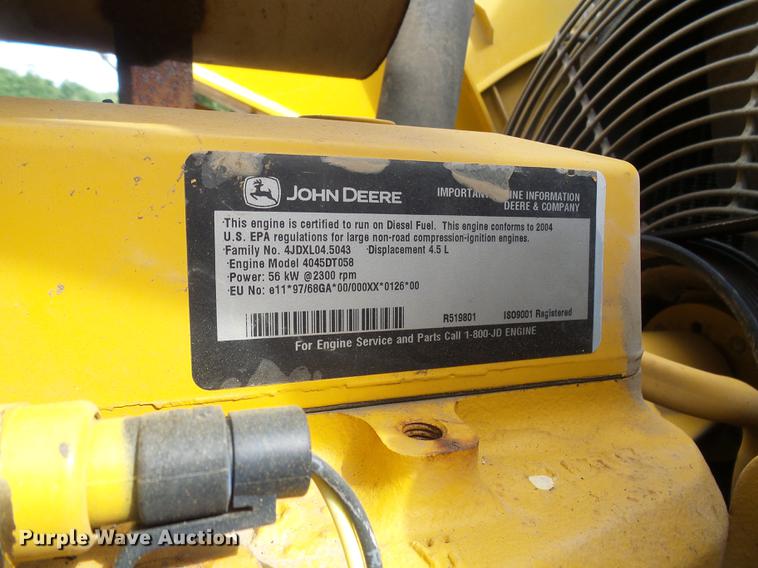 JOHN DEERE
IMPORTANT INFORMATION
DEERE & COMPANY
This engine is certified to run on Diesel Fuel. This engine conforms to 2004
U.S. EPA regulations for large non-road compression-ignition engines.
Family No. 4JDXL04.5043 Displacement 4.5 L
Engine Model 4045DT058
Power: 56 kW @2300 rpm
EU No: e11*97/68GA*00/000XX*0126*00
R519801 ISO9001 Registered
For Engine Service and Parts Call 1-800-JD ENGINE
Purple Wave Auction